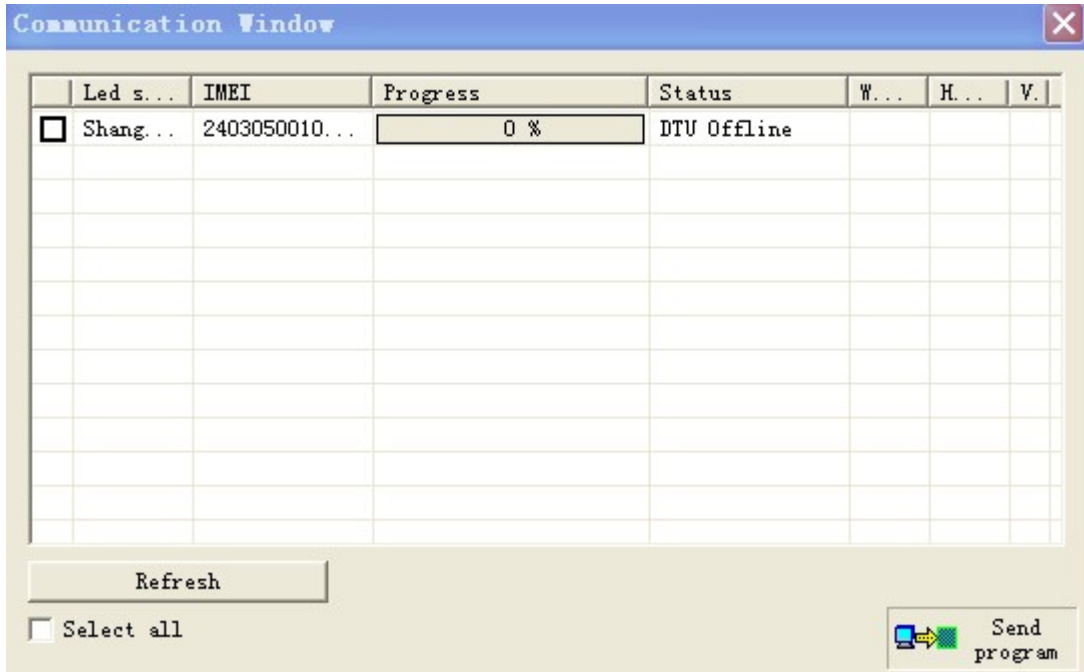 Communication Window
Led s... IMEI Progress Status W... H... V.
Shang... 2403050010... 0 % DTU Offline
Refresh
Select all
Send
program